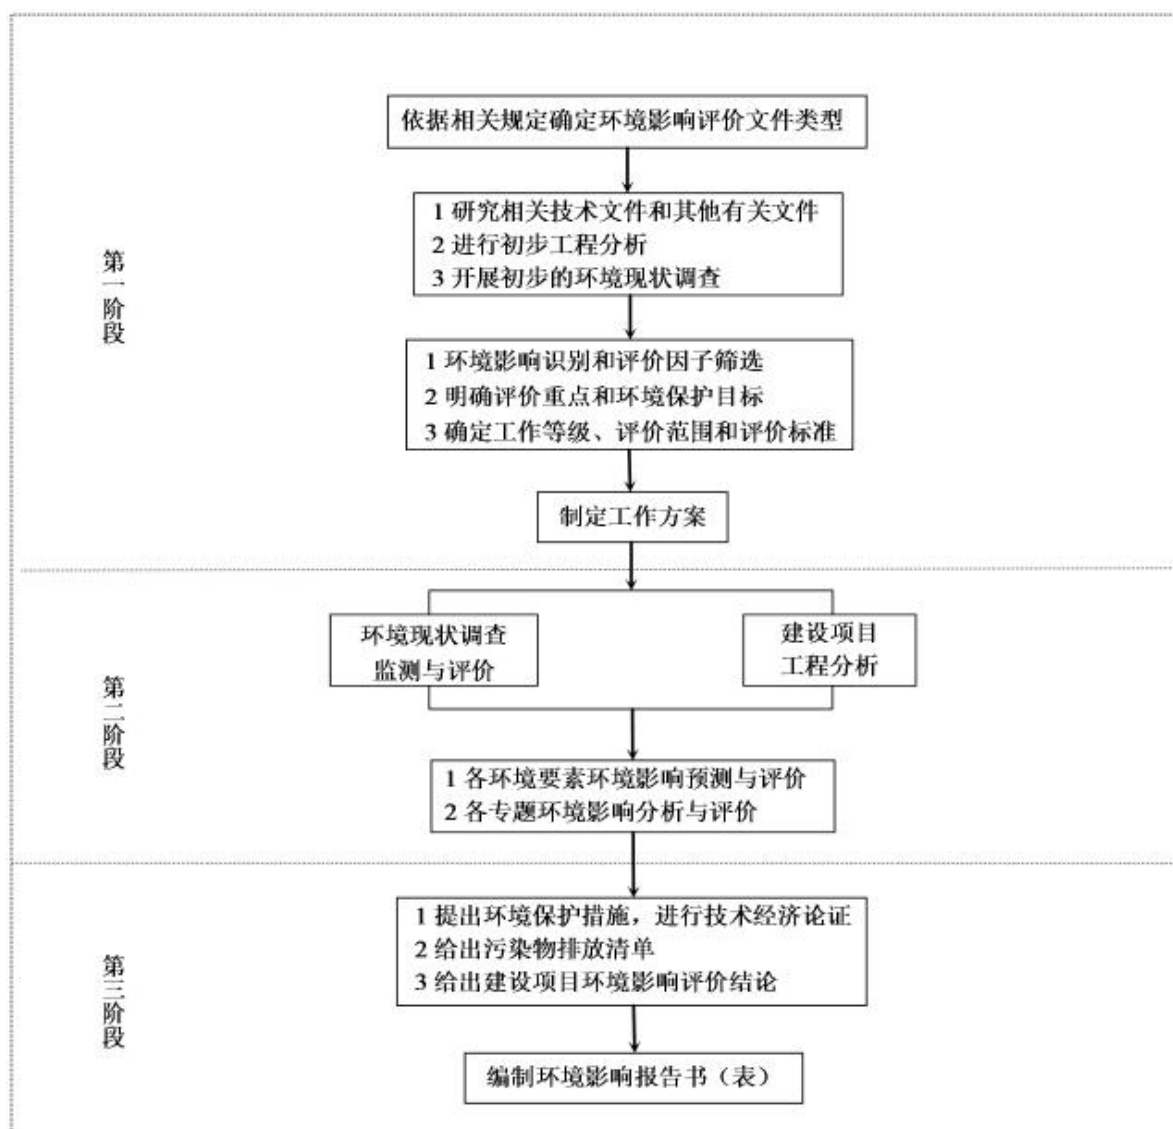 依据相关规定确定环境影响评价文件类型
1 研究相关技术文件和其他有关文件
2 进行初步工程分析
3 开展初步的环境现状调查
第一阶段
1 环境影响识别和评价因子筛选
2 明确评价重点和环境保护目标
3 确定工作等级、评价范围和评价标准
制定工作方案
环境现状调查
监测与评价
建设项目
工程分析
第二阶段
1 各环境要素环境影响预测与评价
2 各专题环境影响分析与评价
1 提出环境保护措施，进行技术经济论证
2 给出污染物排放清单
3 给出建设项目环境影响评价结论
第三阶段
编制环境影响报告书（表）